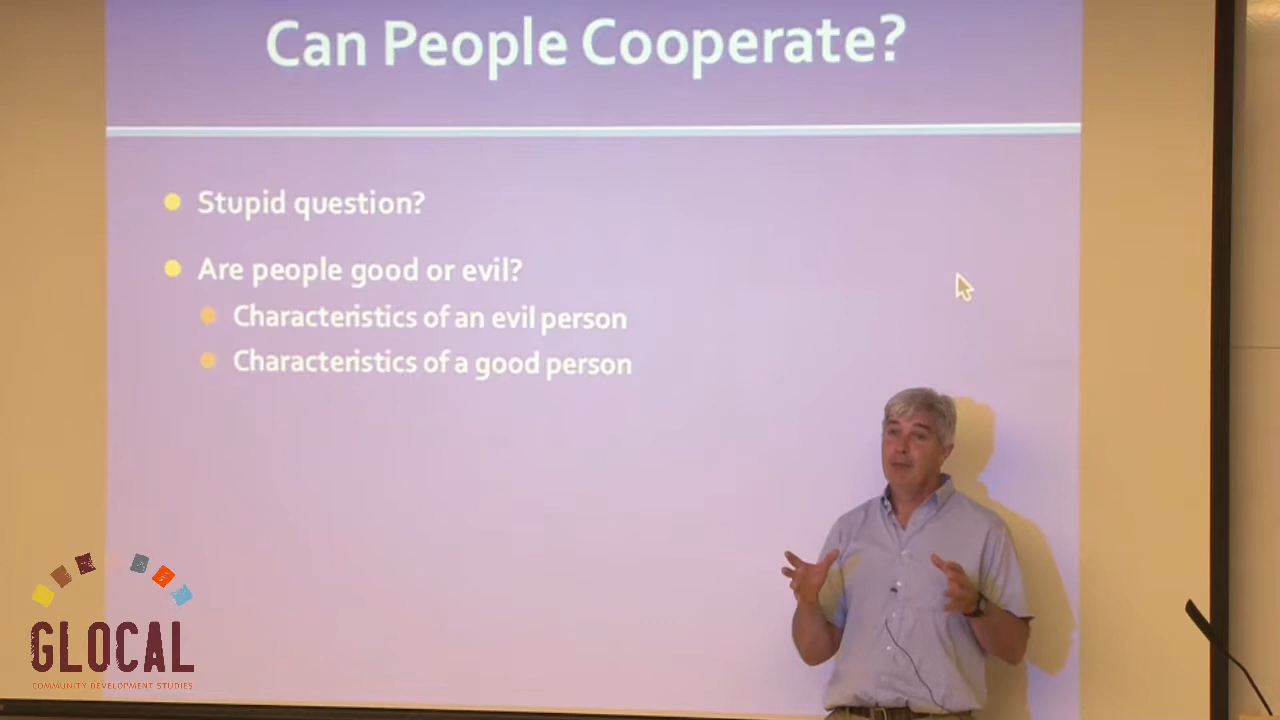 Can People Cooperate?
Stupid question?
Are people good or evil?
Characteristics of an evil person
Characteristics of a good person
GLOCAL
COMMUNITY DEVELOPMENT STUDIES